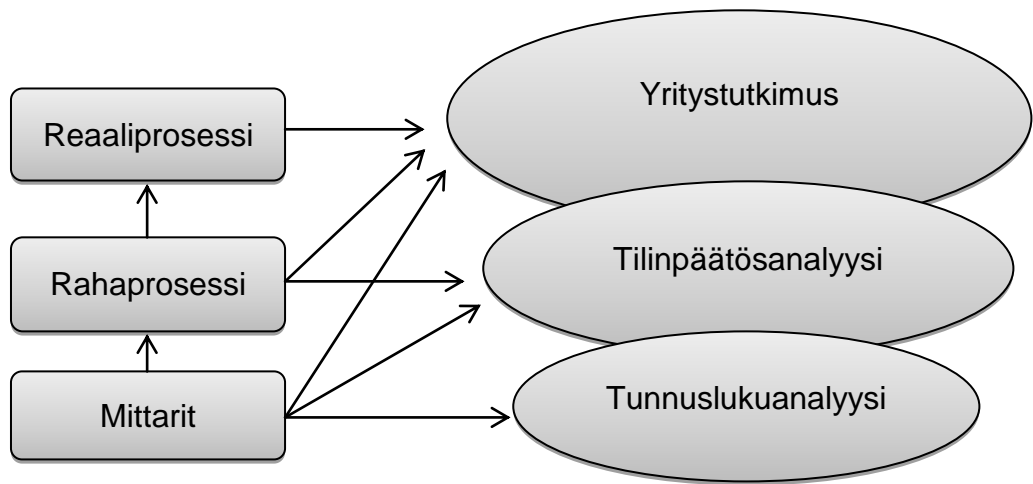 Yritystutkimus
Reaaliprosessi
Tilinpäätösanalyysi
Rahaprosessi
Tunnuslukuanalyysi
Mittarit